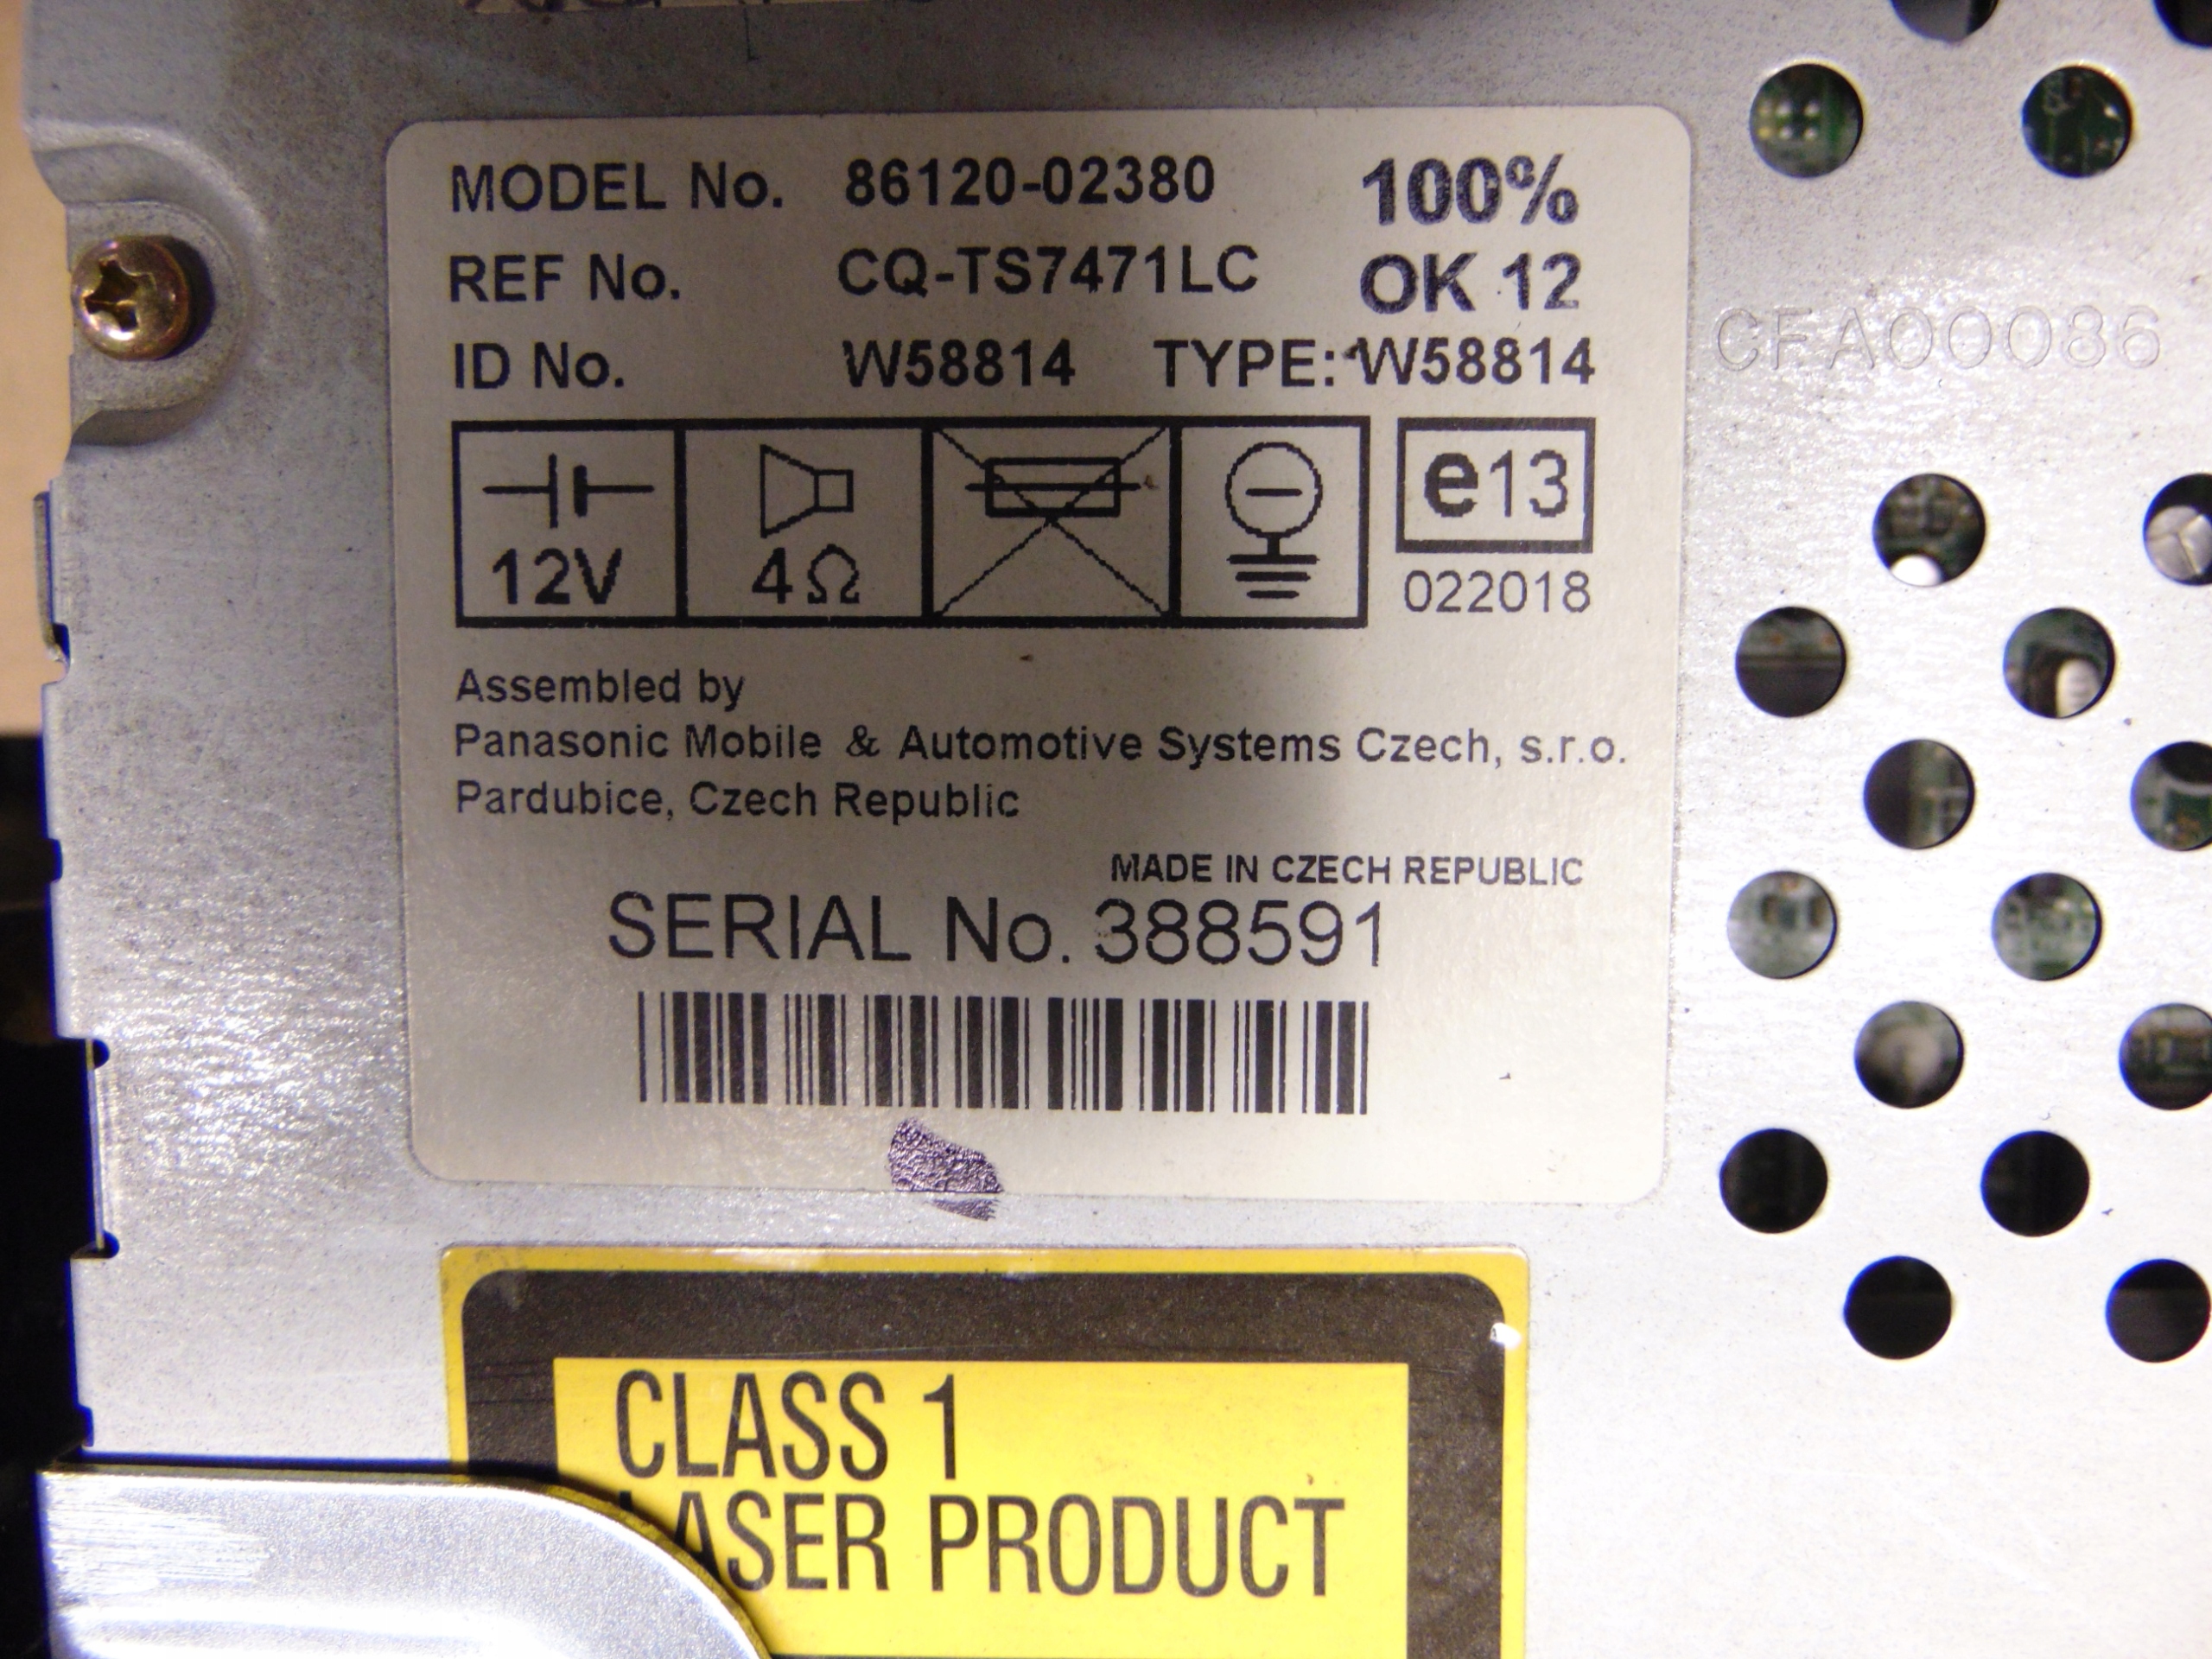 MODEL No. 86120-02380 100%
REF No. CQ-TS7471LC OK 12
ID No. W58814 TYPE: W58814
12V 4Ω e13
022018
Assembled by
Panasonic Mobile & Automotive Systems Czech, s.r.o.
Pardubice, Czech Republic
MADE IN CZECH REPUBLIC
SERIAL No. 388591
CFA00086
CLASS 1
LASER PRODUCT